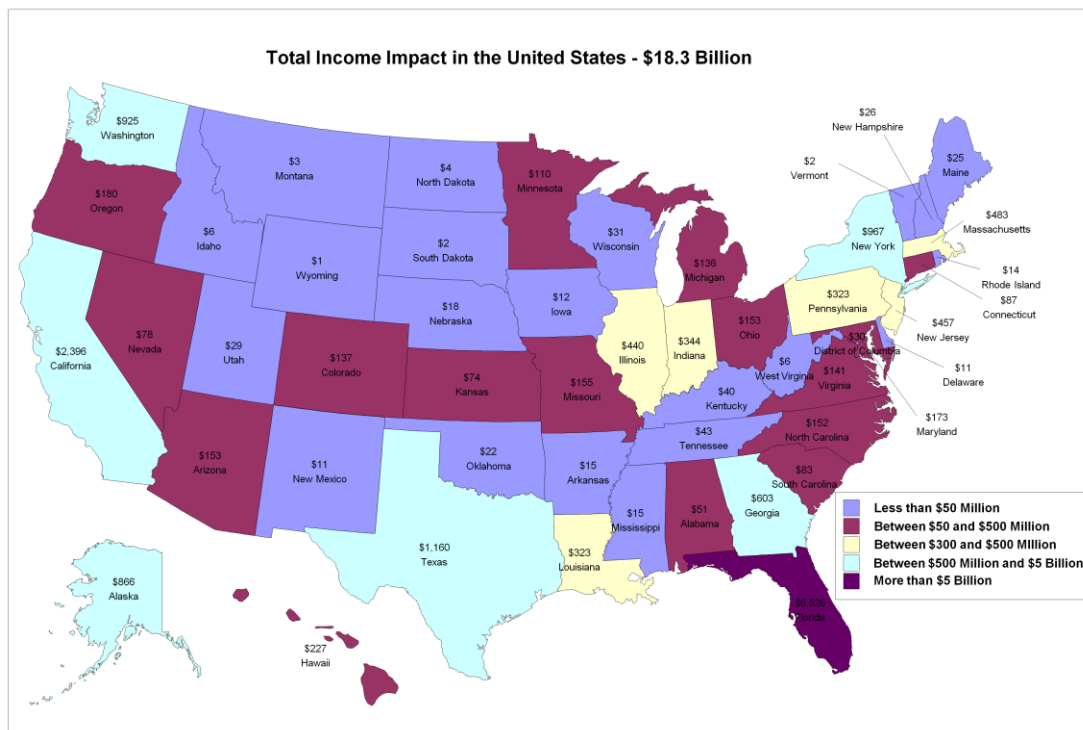 Total Income Impact in the United States - $18.3 Billion
$925
Washington
$3
Montana
$4
North Dakota
$110
Minnesota
$26
New Hampshire
$2
Vermont
$25
Maine
$180
Oregon
$6
Idaho
$1
Wyoming
$2
South Dakota
$31
Wisconsin
$136
Michigan
$967
New York
$483
Massachusetts
$14
Rhode Island
$87
Connecticut
$2,396
California
$78
Nevada
$29
Utah
$137
Colorado
$18
Nebraska
$12
Iowa
$440
Illinois
$344
Indiana
$153
Ohio
$323
Pennsylvania
$457
New Jersey
$30
District of Columbia
$11
Delaware
$173
Maryland
$74
Kansas
$155
Missouri
$40
Kentucky
$6
West Virginia
$141
Virginia
$153
Arizona
$11
New Mexico
$22
Oklahoma
$15
Arkansas
$43
Tennessee
$152
North Carolina
$83
South Carolina
$1,160
Texas
$323
Louisiana
$15
Mississippi
$51
Alabama
$603
Georgia
$6,526
Florida
$866
Alaska
$227
Hawaii
Less than $50 Million
Between $50 and $500 Million
Between $300 and $500 Million
Between $500 Million and $5 Billion
More than $5 Billion